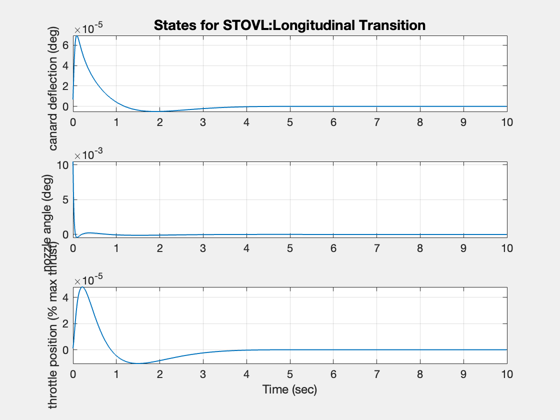 States for STOVL:Longitudinal Transition
×10⁻⁵
canard deflection (deg)
6
4
2
0
0 1 2 3 4 5 6 7 8 9 10
×10⁻³
nozzle angle (deg)
10
5
0
0 1 2 3 4 5 6 7 8 9 10
×10⁻⁵
throttle position (% max thrust)
4
2
0
0 1 2 3 4 5 6 7 8 9 10
Time (sec)